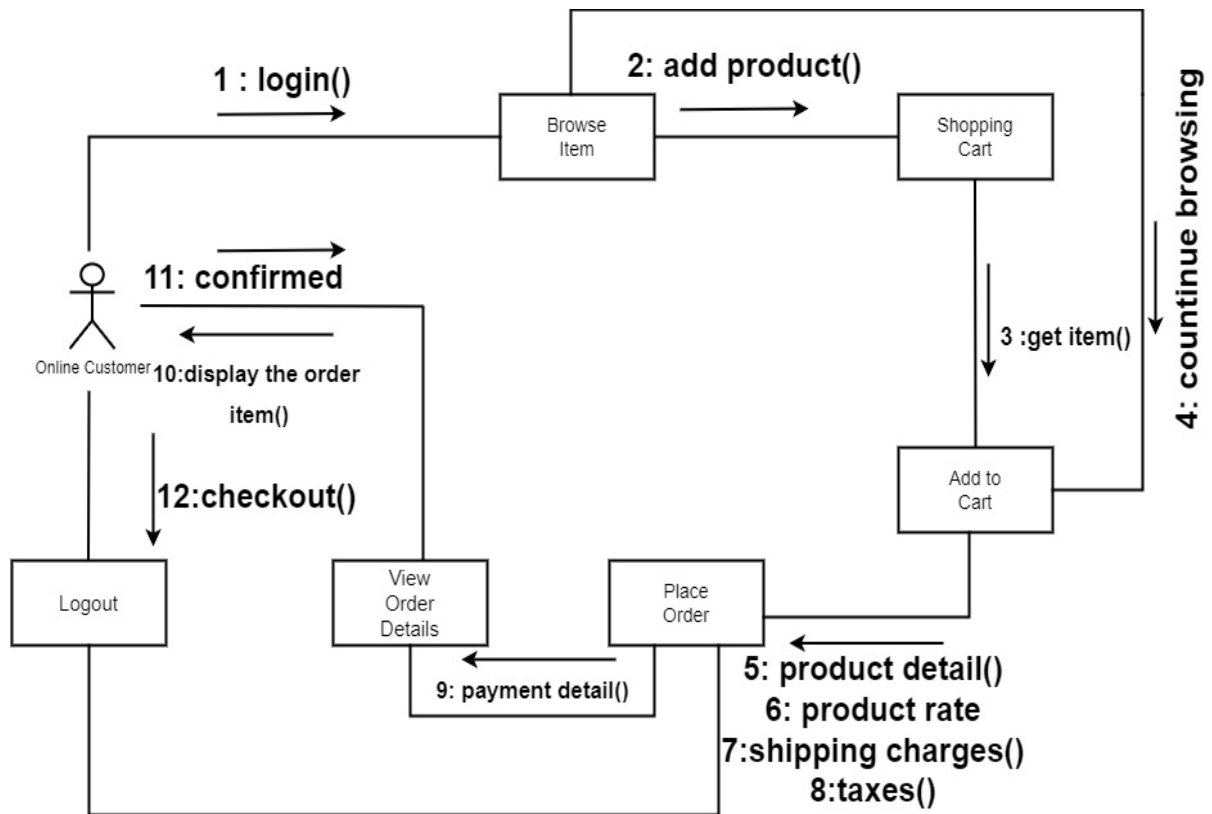 1 : login()
2: add product()
Browse
Item
Shopping
Cart
4: countinue browsing
11: confirmed
3 :get item()
Online Customer
10:display the order
item()
12:checkout()
Add to
Cart
Logout
View
Order
Details
Place
Order
9: payment detail()
5: product detail()
6: product rate
7:shipping charges()
8:taxes()